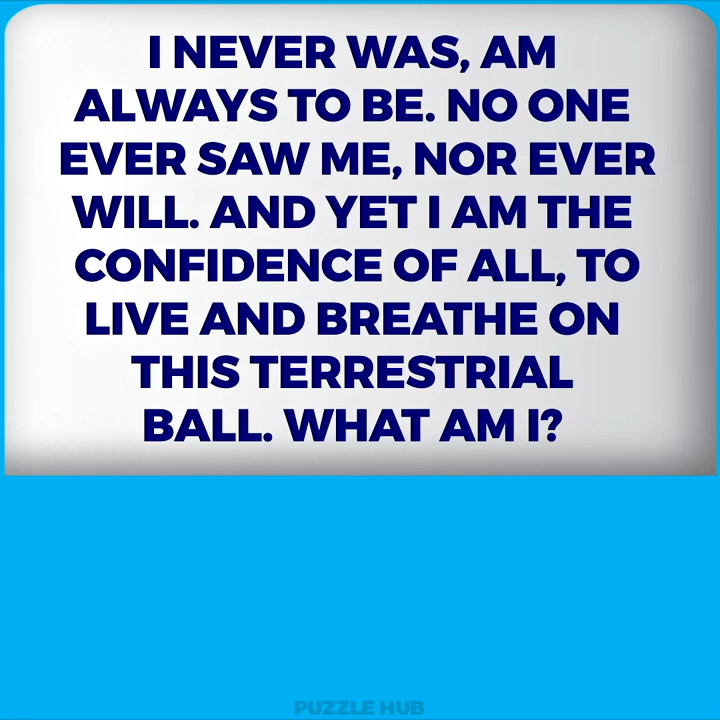 I NEVER WAS, AM
ALWAYS TO BE. NO ONE
EVER SAW ME, NOR EVER
WILL. AND YET I AM THE
CONFIDENCE OF ALL, TO
LIVE AND BREATHE ON
THIS TERRESTRIAL
BALL. WHAT AM I?
PUZZLE HUB